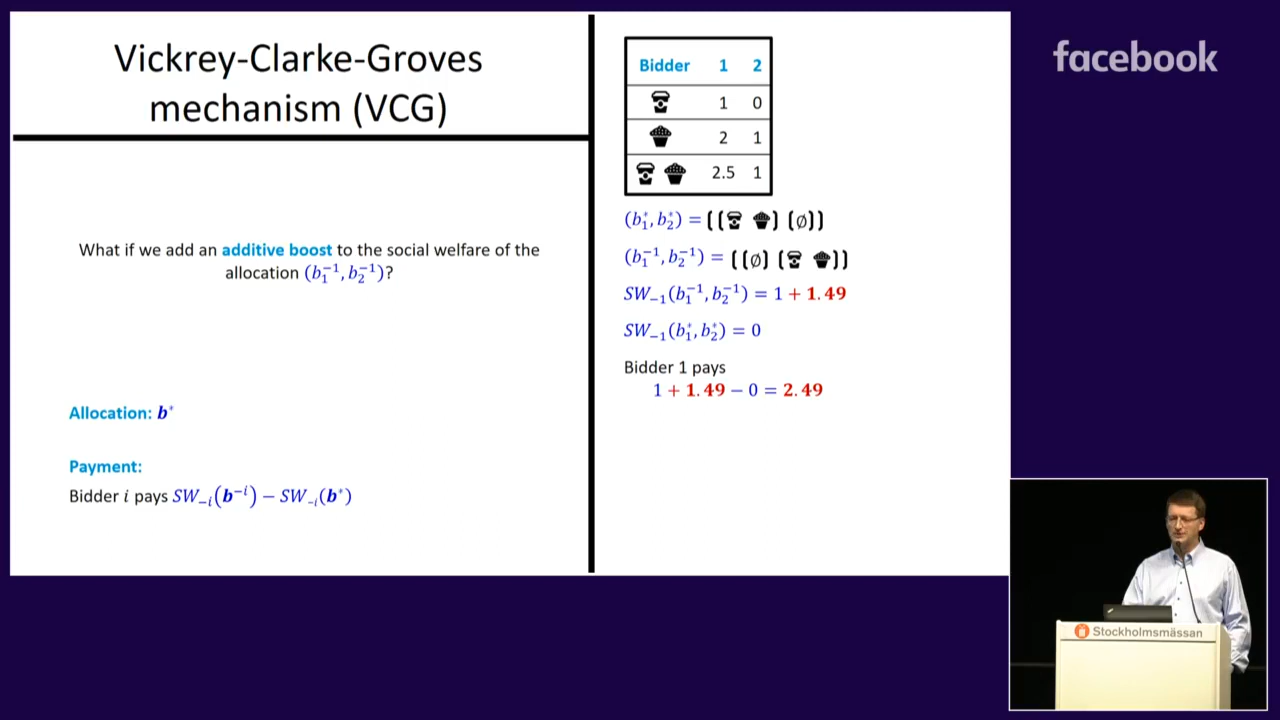 Vickrey-Clarke-Groves
mechanism (VCG)
What if we add an additive boost to the social welfare of the
allocation (b₁⁻¹, b₂⁻¹)?
Allocation: b*
Payment:
Bidder i pays SW₋ᵢ(b⁻ⁱ) − SW₋ᵢ(b*)
Bidder 1 2
1 0
2 1
2.5 1
(b₁*, b₂*) = (( ) (∅))
(b₁⁻¹, b₂⁻¹) = ((∅) ( ))
SW₋₁(b₁⁻¹, b₂⁻¹) = 1 + 1.49
SW₋₁(b₁*, b₂*) = 0
Bidder 1 pays
1 + 1.49 − 0 = 2.49
facebook
Stockholmsmässan